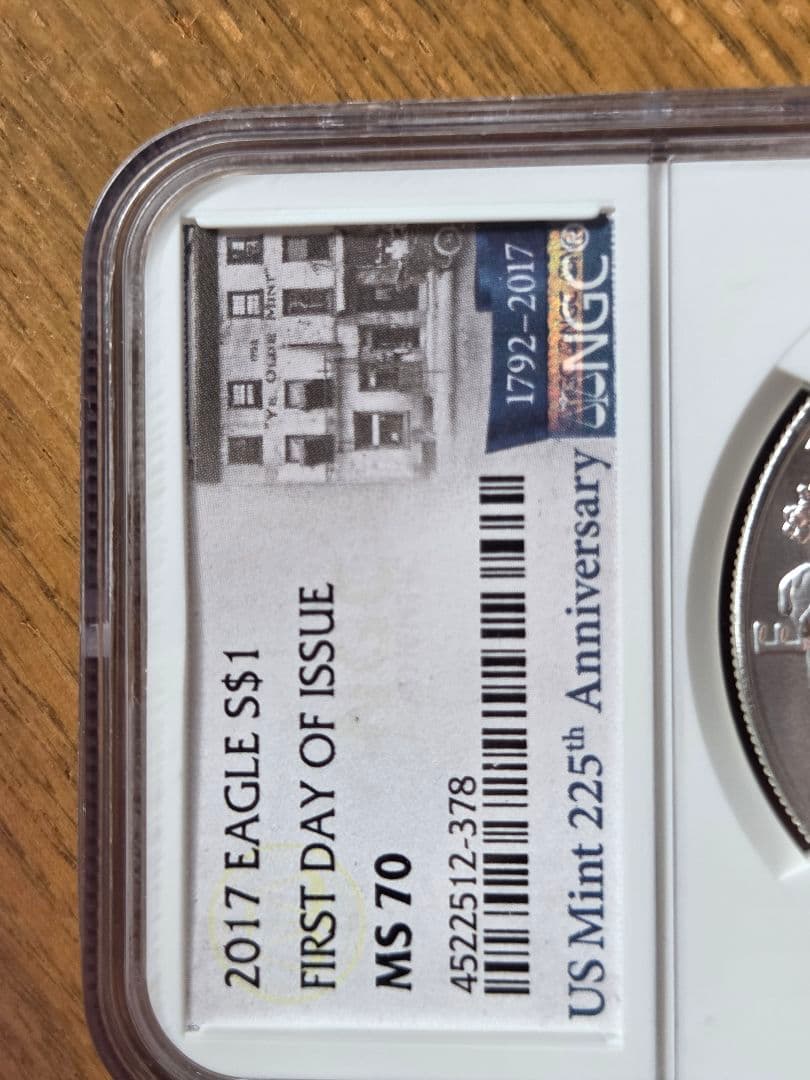 2017 EAGLE S$1
FIRST DAY OF ISSUE
MS 70
4522512-378
US Mint 225th Anniversary
1792
"YE OLDE MINT"
1792-2017
NGC®
E